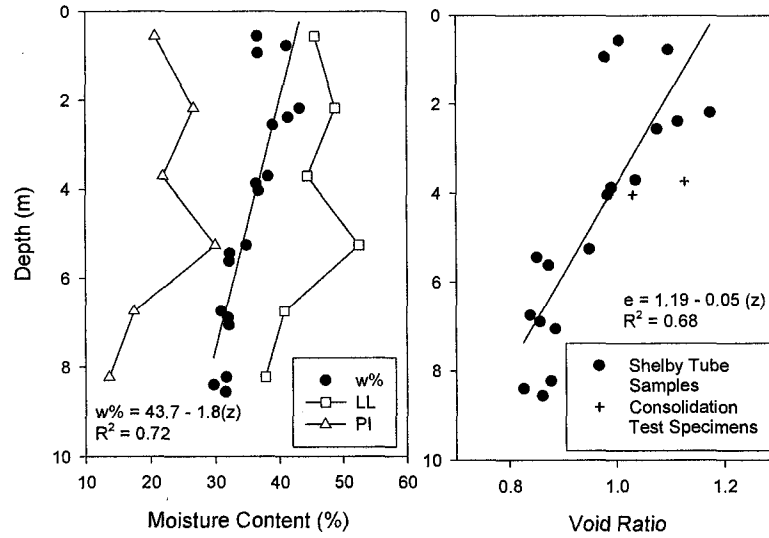 0
2
4
6
8
10
Depth (m)
w% = 43.7 - 1.8(z)
R² = 0.72
w%
LL
PI
10 20 30 40 50 60
Moisture Content (%)
0
2
4
6
8
10
e = 1.19 - 0.05 (z)
R² = 0.68
Shelby Tube
Samples
Consolidation
Test Specimens
0.8 1.0 1.2
Void Ratio